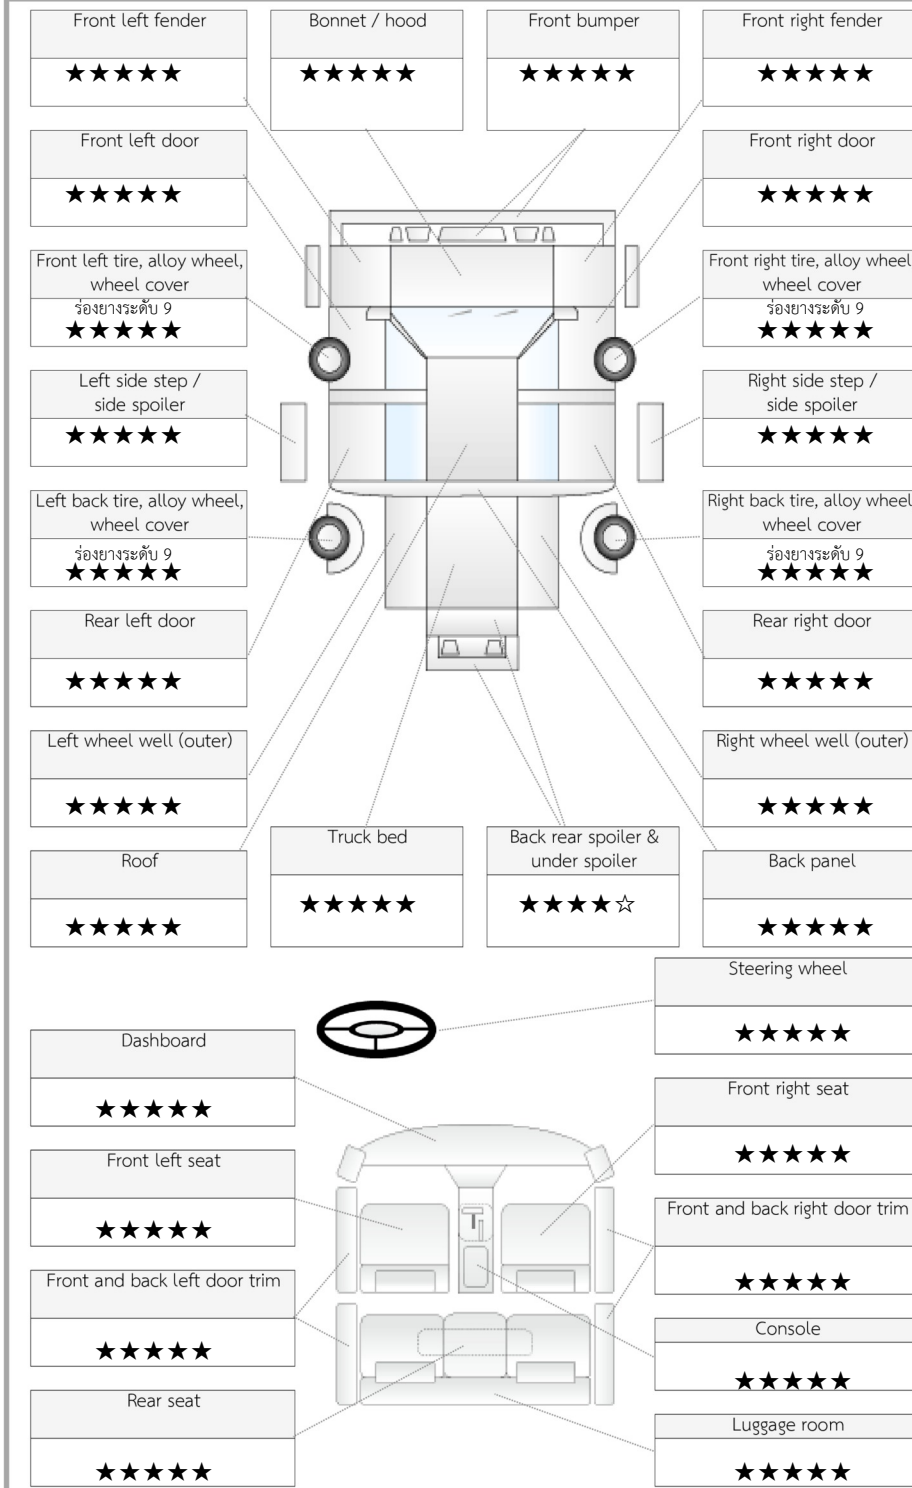 Front left fender
★★★★★
Bonnet / hood
★★★★★
Front bumper
★★★★★
Front right fender
★★★★★
Front left door
★★★★★
Front right door
★★★★★
Front left tire, alloy wheel,
wheel cover
ร่องยางระดับ 9
★★★★★
Front right tire, alloy wheel
wheel cover
ร่องยางระดับ 9
★★★★★
Left side step /
side spoiler
★★★★★
Right side step /
side spoiler
★★★★★
Left back tire, alloy wheel,
wheel cover
ร่องยางระดับ 9
★★★★★
Right back tire, alloy wheel
wheel cover
ร่องยางระดับ 9
★★★★★
Rear left door
★★★★★
Rear right door
★★★★★
Left wheel well (outer)
★★★★★
Right wheel well (outer)
★★★★★
Roof
★★★★★
Truck bed
★★★★★
Back rear spoiler &
under spoiler
★★★★☆
Back panel
★★★★★
Steering wheel
★★★★★
Dashboard
★★★★★
Front right seat
★★★★★
Front left seat
★★★★★
Front and back right door trim
★★★★★
Front and back left door trim
★★★★★
Console
★★★★★
Rear seat
★★★★★
Luggage room
★★★★★